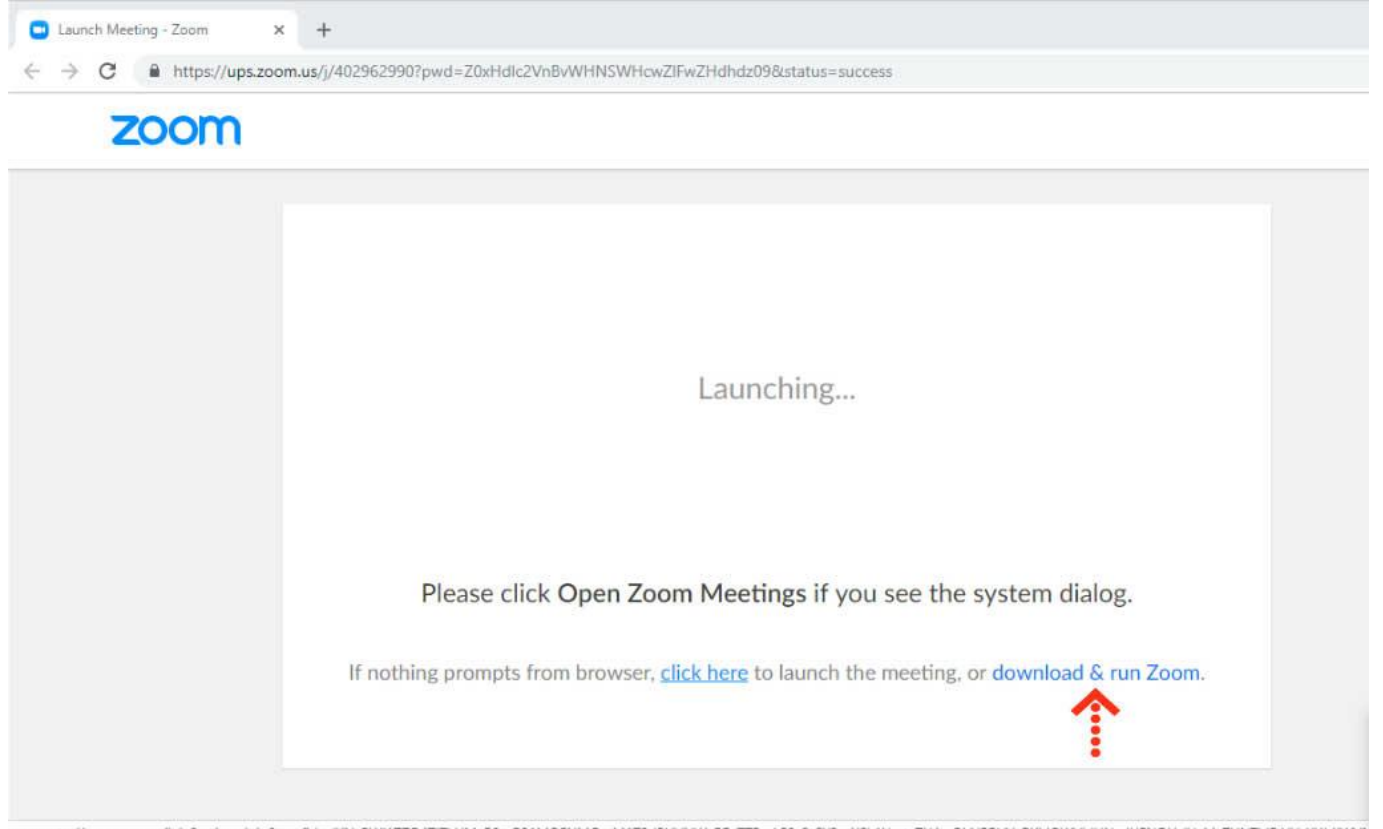 Launch Meeting - Zoom
https://ups.zoom.us/j/402962990?pwd=Z0xHdlc2VnBvWHNSWHcwZlFwZHdhdz09&status=success
zoom
Launching...
Please click Open Zoom Meetings if you see the system dialog.
If nothing prompts from browser, click here to launch the meeting, or download & run Zoom.